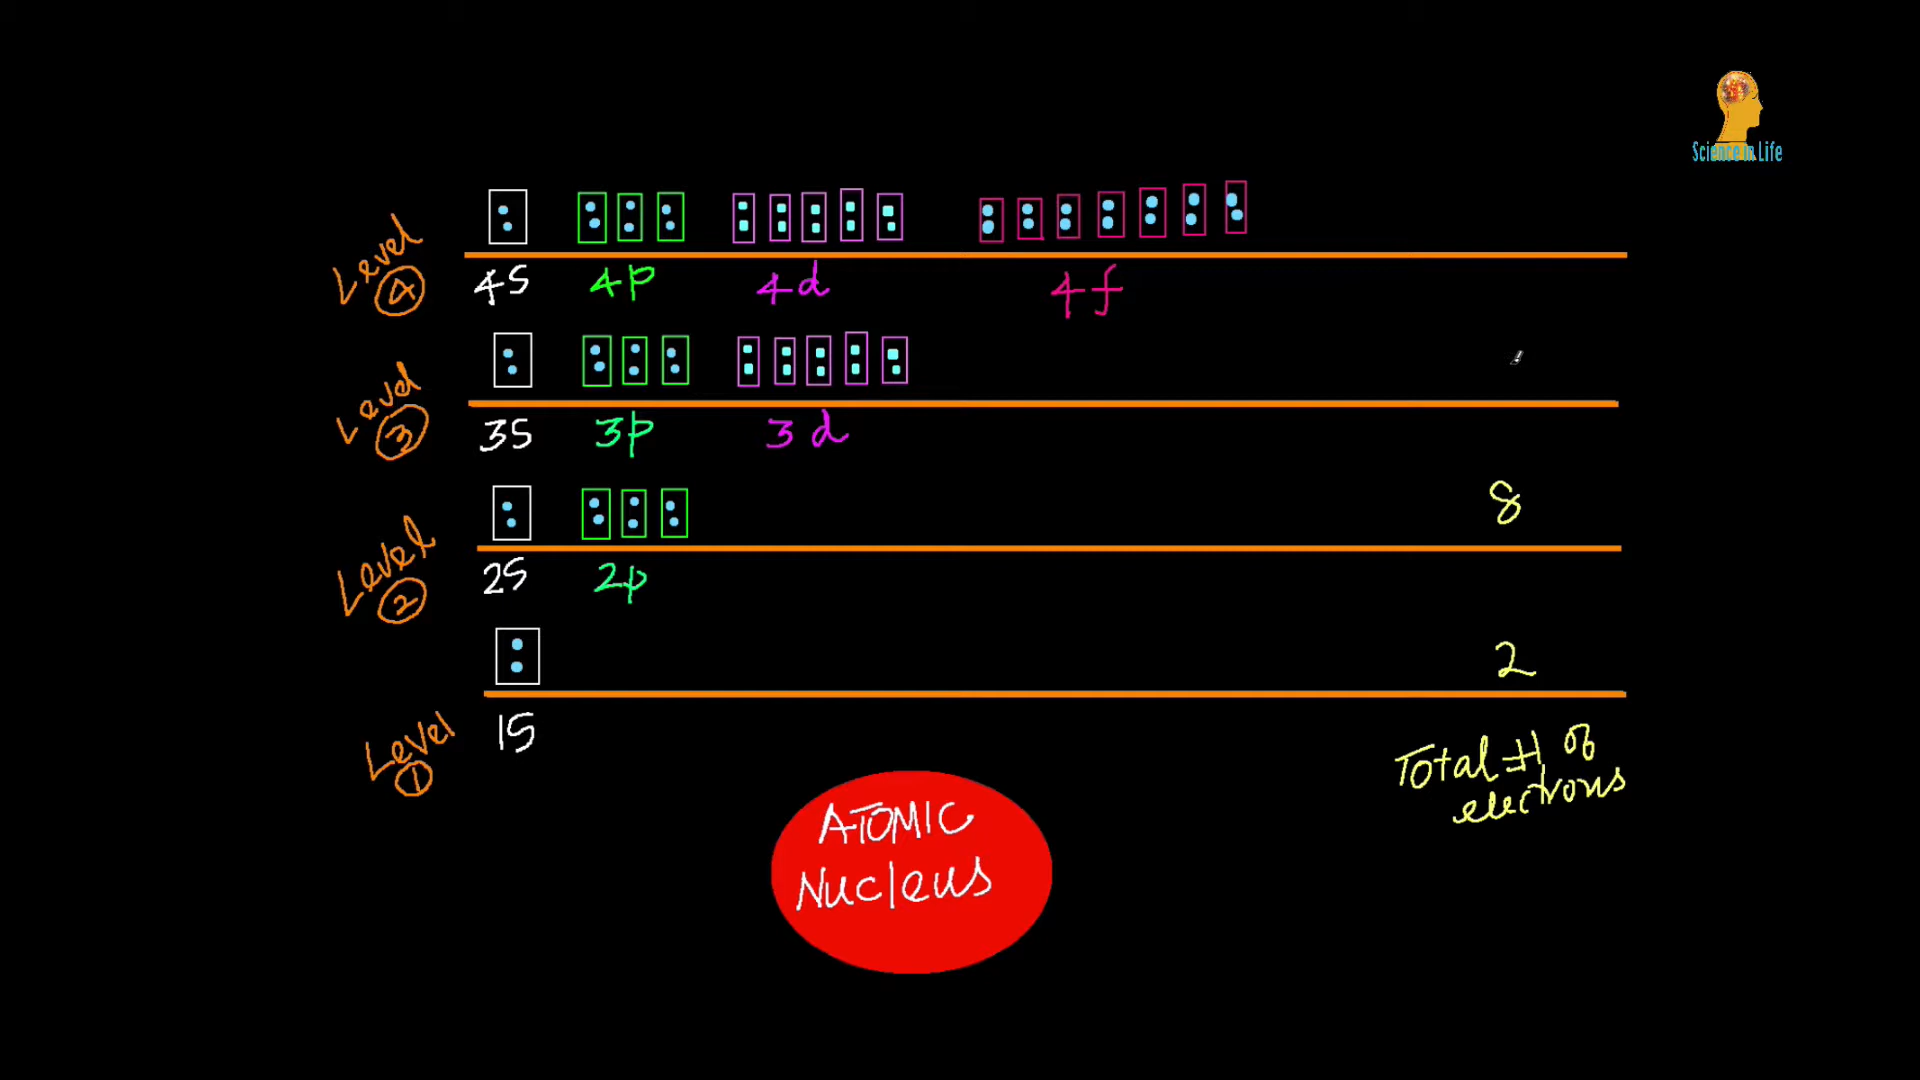 Science in Life
Level 4
4s 4p 4d 4f
Level 3
3s 3p 3d
8
Level 2
2s 2p
2
Level 1
1s
Total # of
electrons
ATOMIC
Nucleus